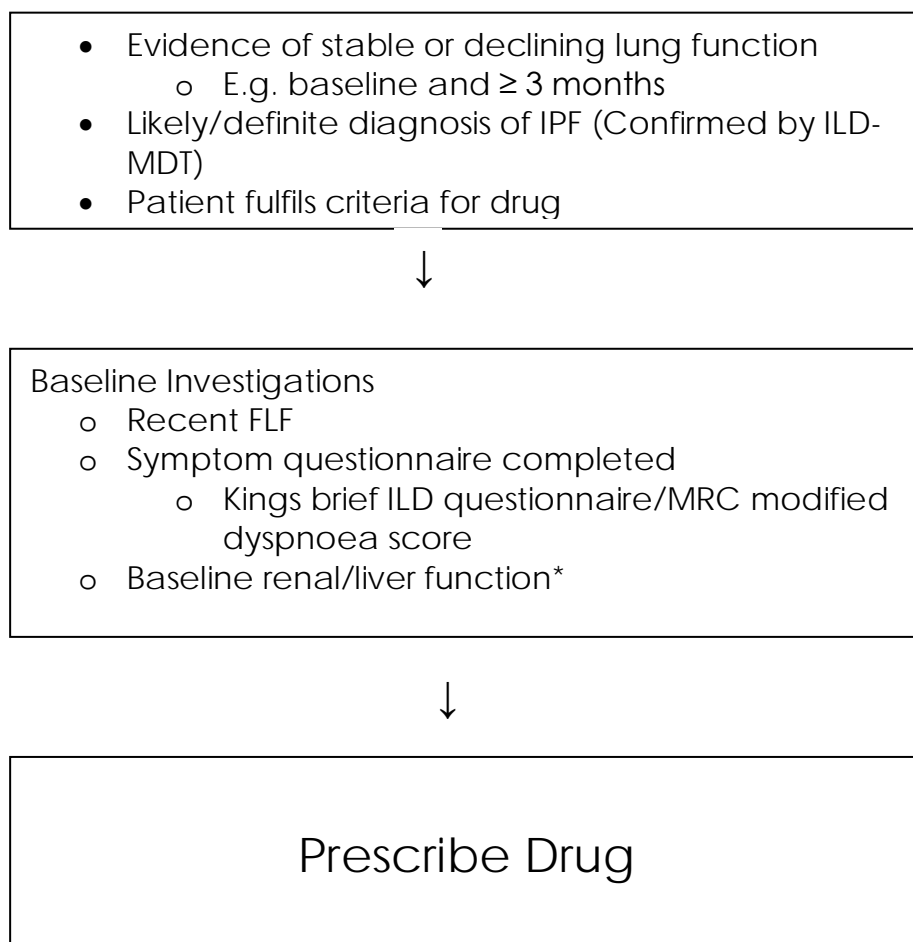 • Evidence of stable or declining lung function
o E.g. baseline and ≥ 3 months
• Likely/definite diagnosis of IPF (Confirmed by ILD-
MDT)
• Patient fulfils criteria for drug
↓
Baseline Investigations
o Recent FLF
o Symptom questionnaire completed
o Kings brief ILD questionnaire/MRC modified
dyspnoea score
o Baseline renal/liver function*
↓
Prescribe Drug